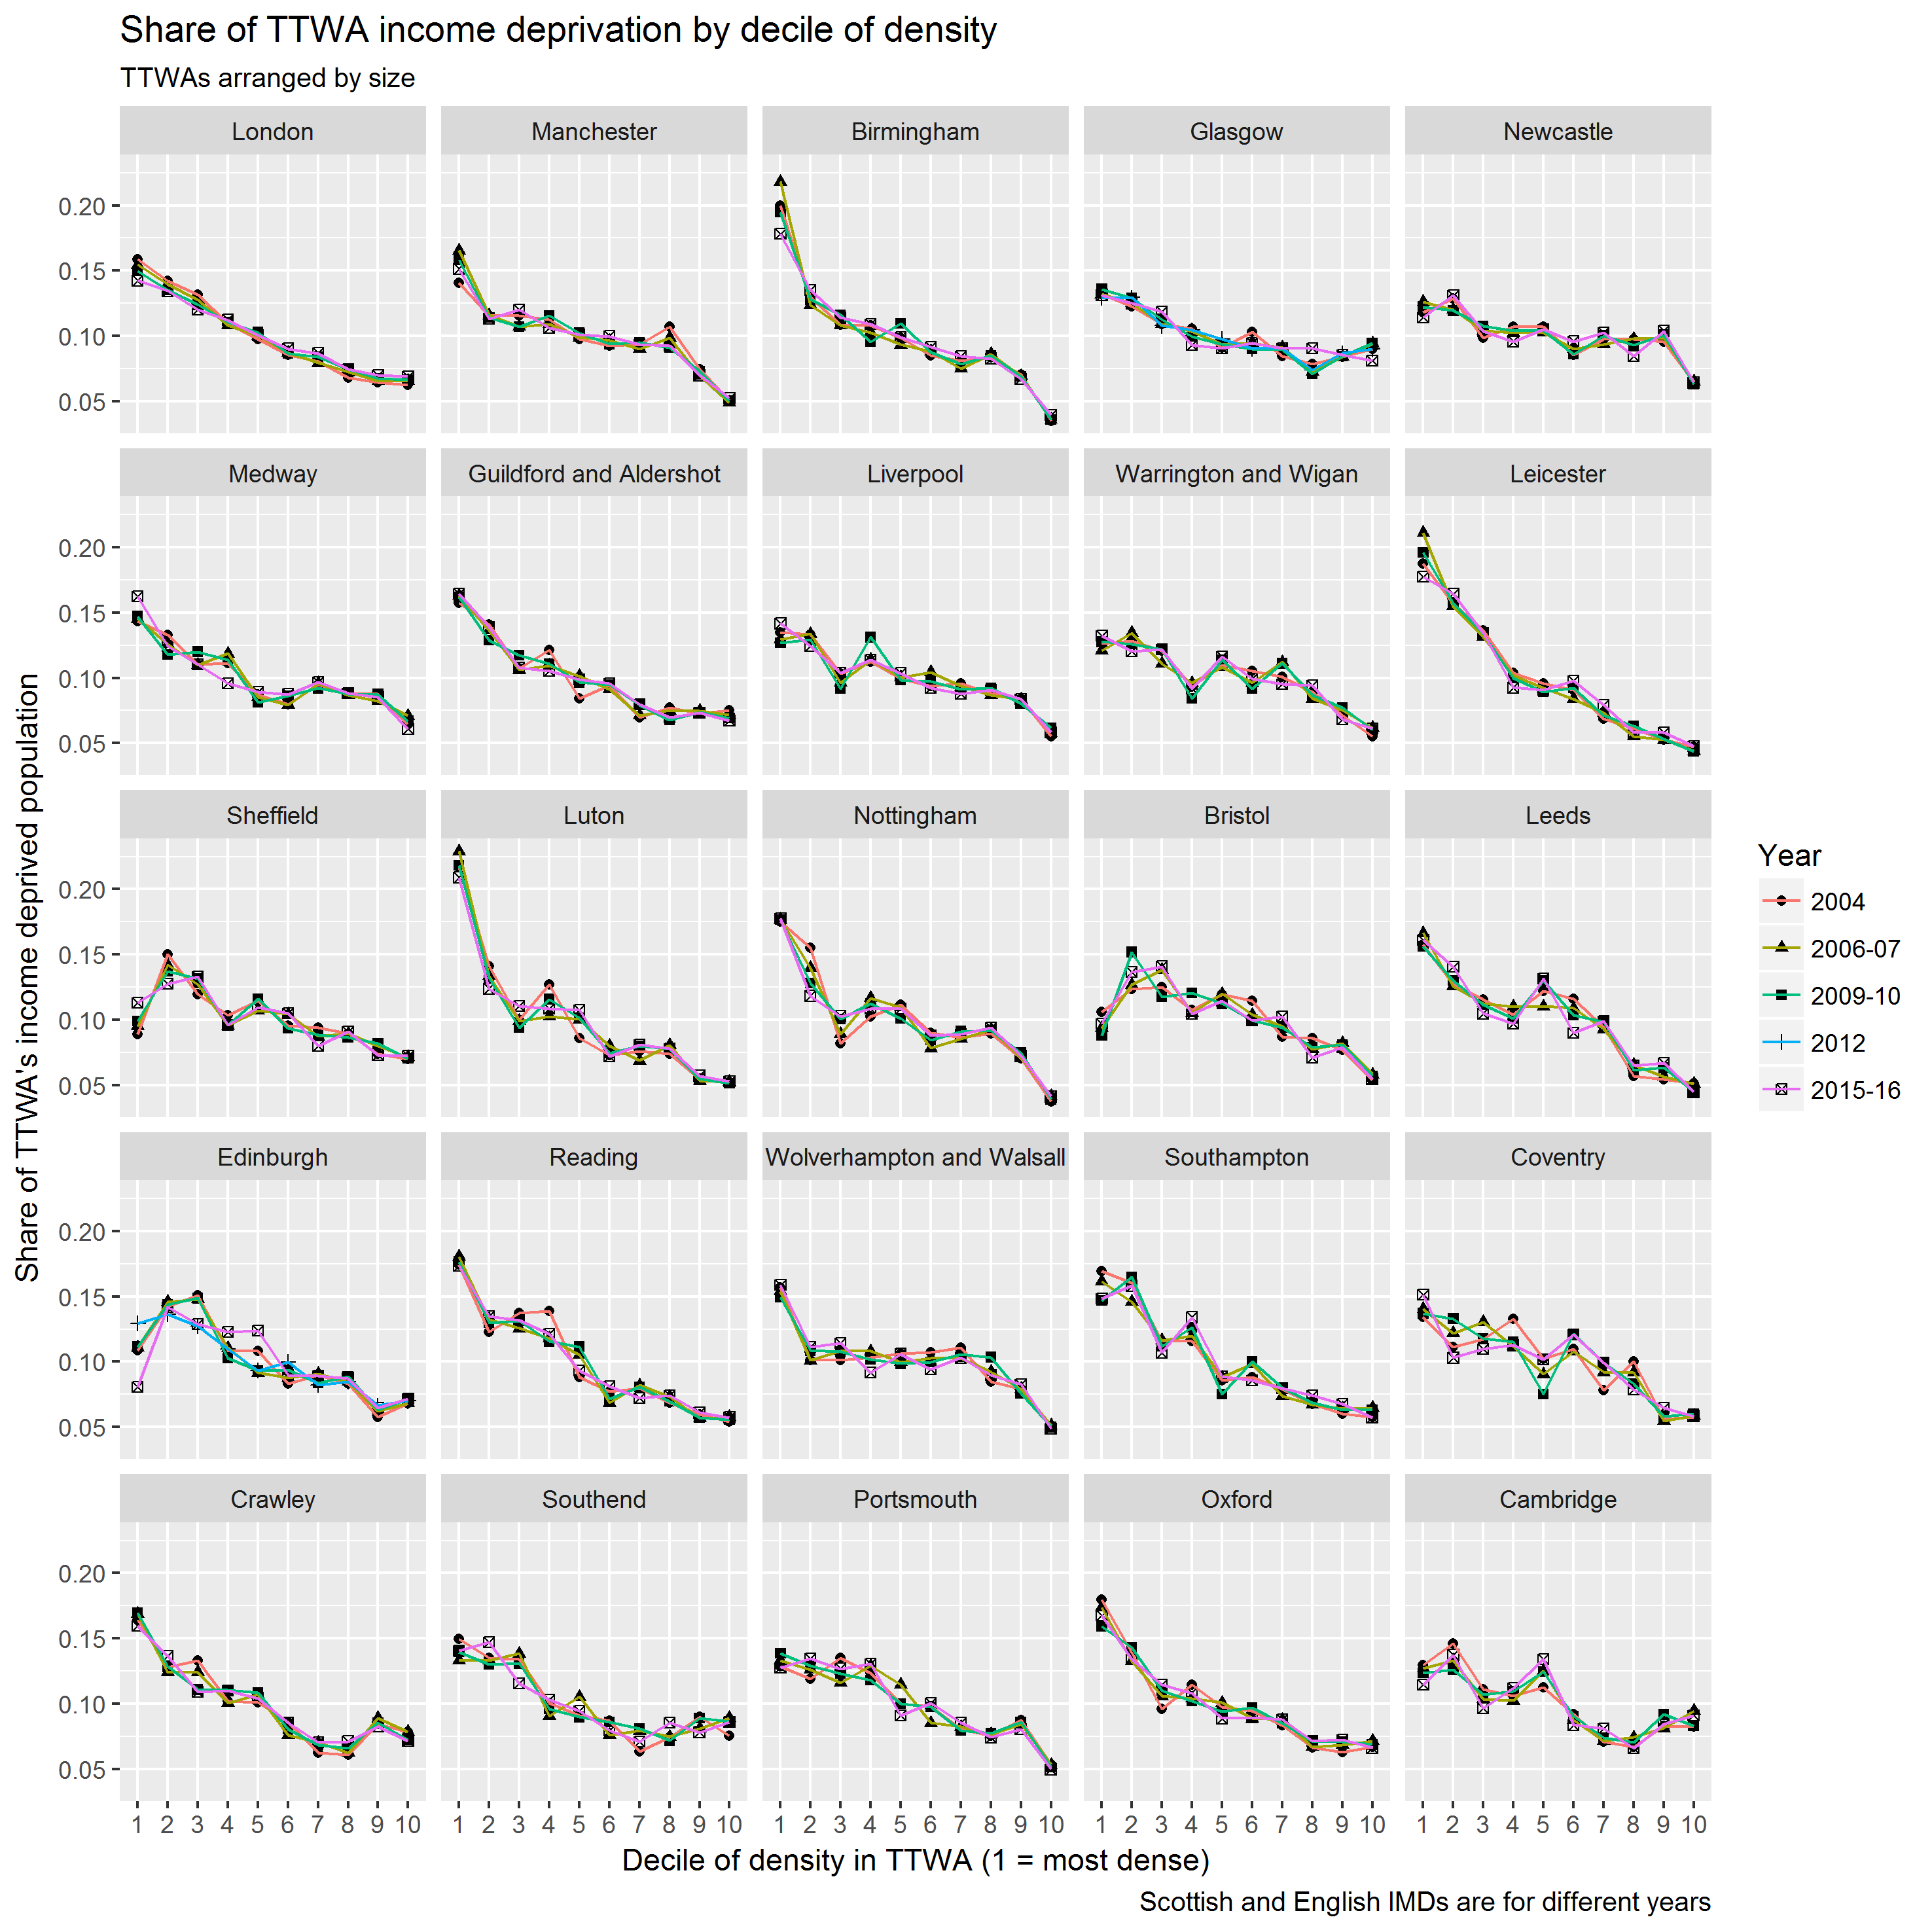 Share of TTWA income deprivation by decile of density
TTWAs arranged by size
London Manchester Birmingham Glasgow Newcastle
0.20
0.15
0.10
0.05
Medway Guildford and Aldershot Liverpool Warrington and Wigan Leicester
0.20
0.15
0.10
0.05
Sheffield Luton Nottingham Bristol Leeds
0.20
0.15
0.10
0.05
Edinburgh Reading Wolverhampton and Walsall Southampton Coventry
0.20
0.15
0.10
0.05
Crawley Southend Portsmouth Oxford Cambridge
0.20
0.15
0.10
0.05
1 2 3 4 5 6 7 8 9 10 1 2 3 4 5 6 7 8 9 10 1 2 3 4 5 6 7 8 9 10 1 2 3 4 5 6 7 8 9 10 1 2 3 4 5 6 7 8 9 10
Share of TTWA's income deprived population
Decile of density in TTWA (1 = most dense)
Scottish and English IMDs are for different years
Year
2004
2006-07
2009-10
2012
2015-16